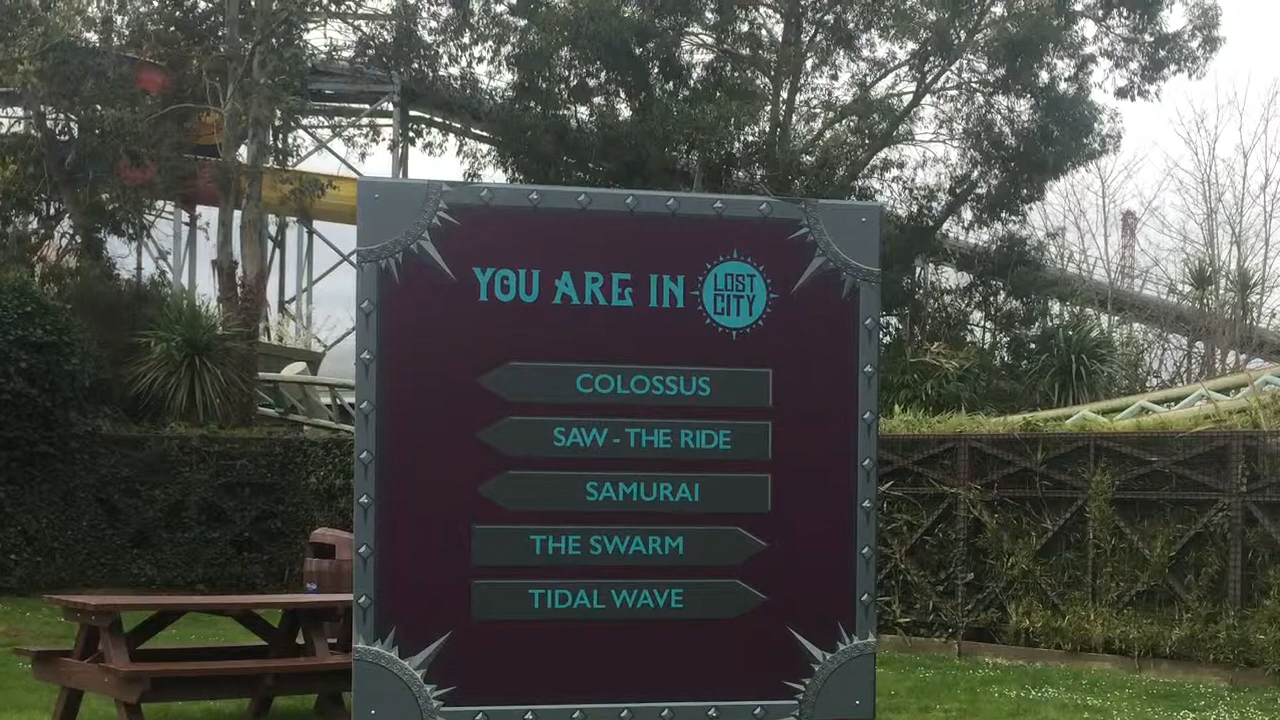 YOU ARE IN LOST CITY
COLOSSUS
SAW - THE RIDE
SAMURAI
THE SWARM
TIDAL WAVE